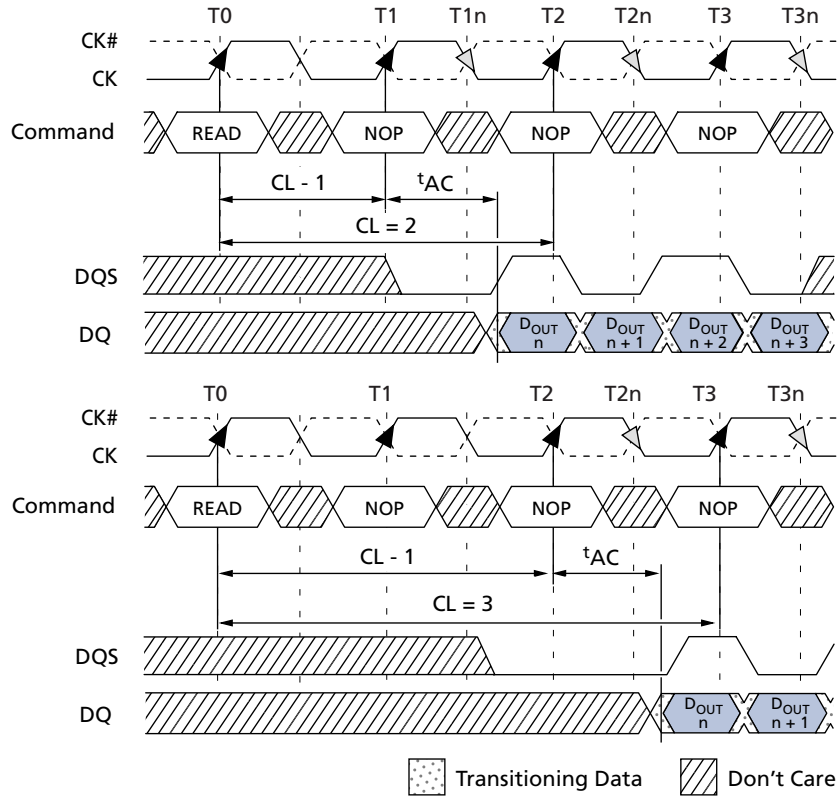 T0 T1 T1n T2 T2n T3 T3n
CK#
CK
Command READ NOP NOP NOP
CL - 1 tAC
CL = 2
DQS
DQ DOUT n DOUT n + 1 DOUT n + 2 DOUT n + 3
T0 T1 T2 T2n T3 T3n
CK#
CK
Command READ NOP NOP NOP
CL - 1 tAC
CL = 3
DQS
DQ DOUT n DOUT n + 1
Transitioning Data Don't Care